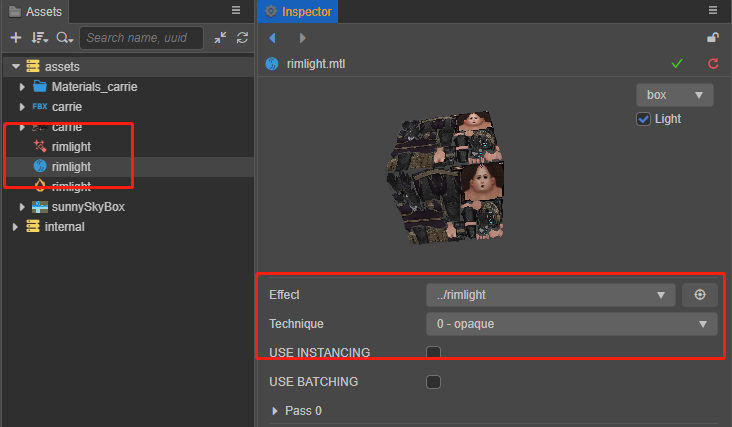 Assets
Search name, uuid
assets
Materials_carrie
FBX carrie
carrie
rimlight
rimlight
rimlight
sunnySkyBox
internal
Inspector
rimlight.mtl
box
Light
Effect ../rimlight
Technique 0 - opaque
USE INSTANCING
USE BATCHING
Pass 0